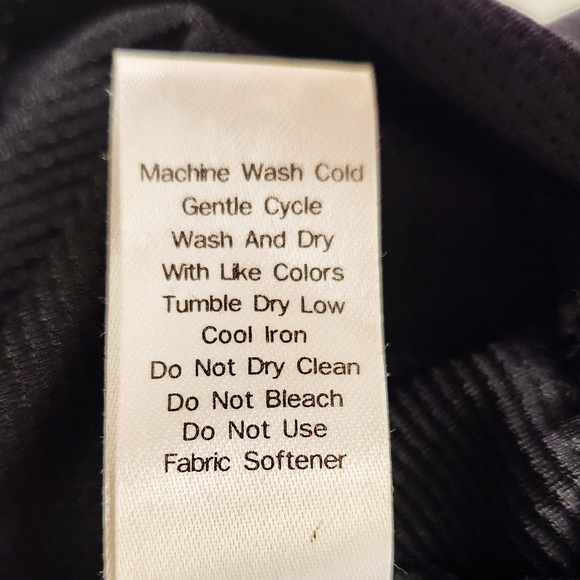 Machine Wash Cold
Gentle Cycle
Wash And Dry
With Like Colors
Tumble Dry Low
Cool Iron
Do Not Dry Clean
Do Not Bleach
Do Not Use
Fabric Softener